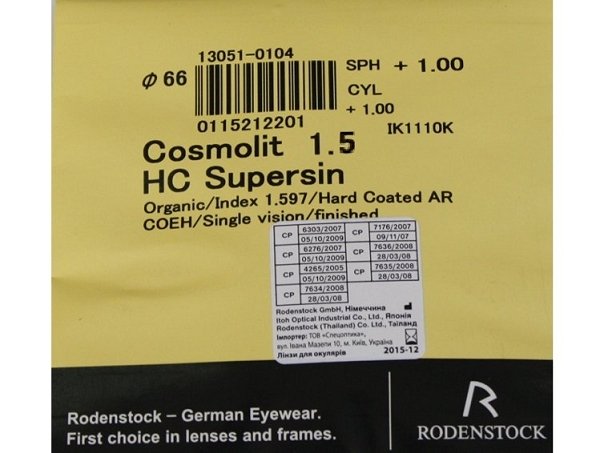 13051-0104
Φ 66
0115212201
SPH + 1.00
CYL
+ 1.00
IK1110K
Cosmolit 1.5
HC Supersin
Organic/Index 1.597/Hard Coated AR
COEH/Single vision/finished
CP 6303/2007 05/10/2009 CP 7176/2007 09/11/07
CP 6276/2007 05/10/2009 CP 7636/2008 28/03/08
CP 4265/2005 05/10/2009 CP 7635/2008 28/03/08
CP 7634/2008 28/03/08
Rodenstock GmbH, Німеччина
Roh Optical Industrial Co., Ltd., Японія
Rodenstock (Thailand) Co. Ltd., Таїланд
Імпортер: ТОВ «Спецоптика»,
вул. Івана Мазепи 10, м. Київ, Україна
Лінзи для окулярів 2015-12
Rodenstock – German Eyewear.
First choice in lenses and frames.
R
RODENSTOCK